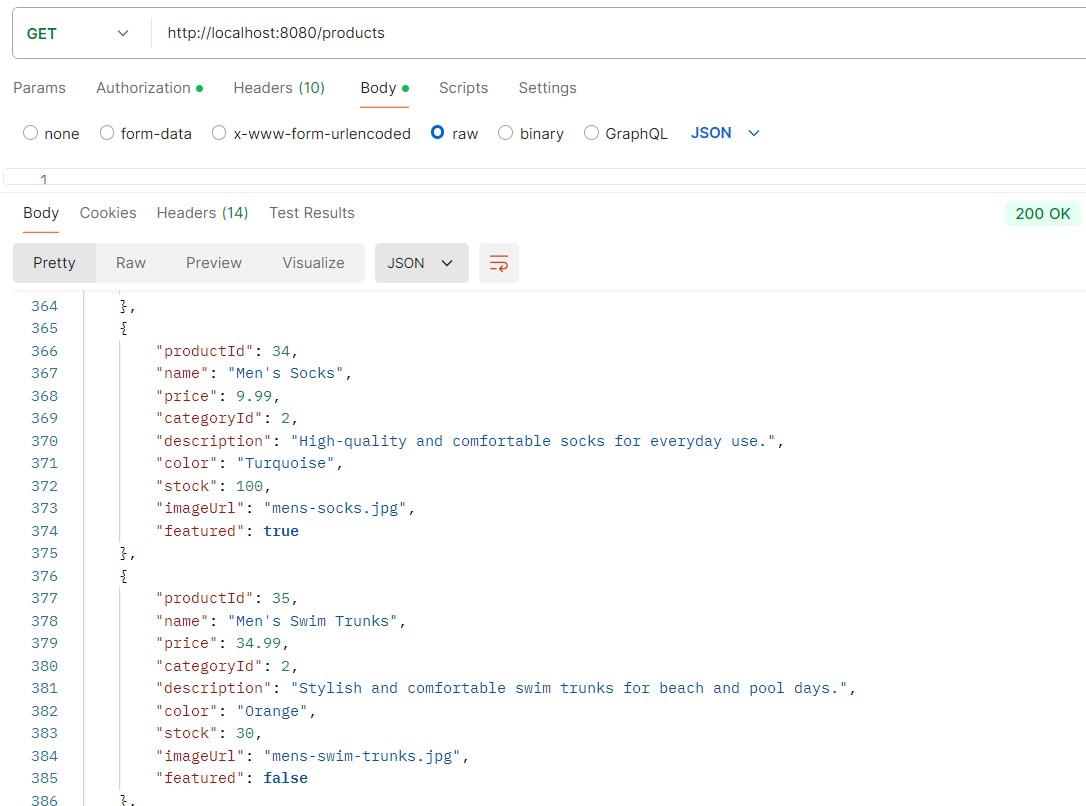 GET http://localhost:8080/products
Params Authorization Headers (10) Body Scripts Settings
none form-data x-www-form-urlencoded raw binary GraphQL JSON
1
Body Cookies Headers (14) Test Results 200 OK
Pretty Raw Preview Visualize JSON
364 },
365 {
366 "productId": 34,
367 "name": "Men's Socks",
368 "price": 9.99,
369 "categoryId": 2,
370 "description": "High-quality and comfortable socks for everyday use.",
371 "color": "Turquoise",
372 "stock": 100,
373 "imageUrl": "mens-socks.jpg",
374 "featured": true
375 },
376 {
377 "productId": 35,
378 "name": "Men's Swim Trunks",
379 "price": 34.99,
380 "categoryId": 2,
381 "description": "Stylish and comfortable swim trunks for beach and pool days.",
382 "color": "Orange",
383 "stock": 30,
384 "imageUrl": "mens-swim-trunks.jpg",
385 "featured": false
386 },